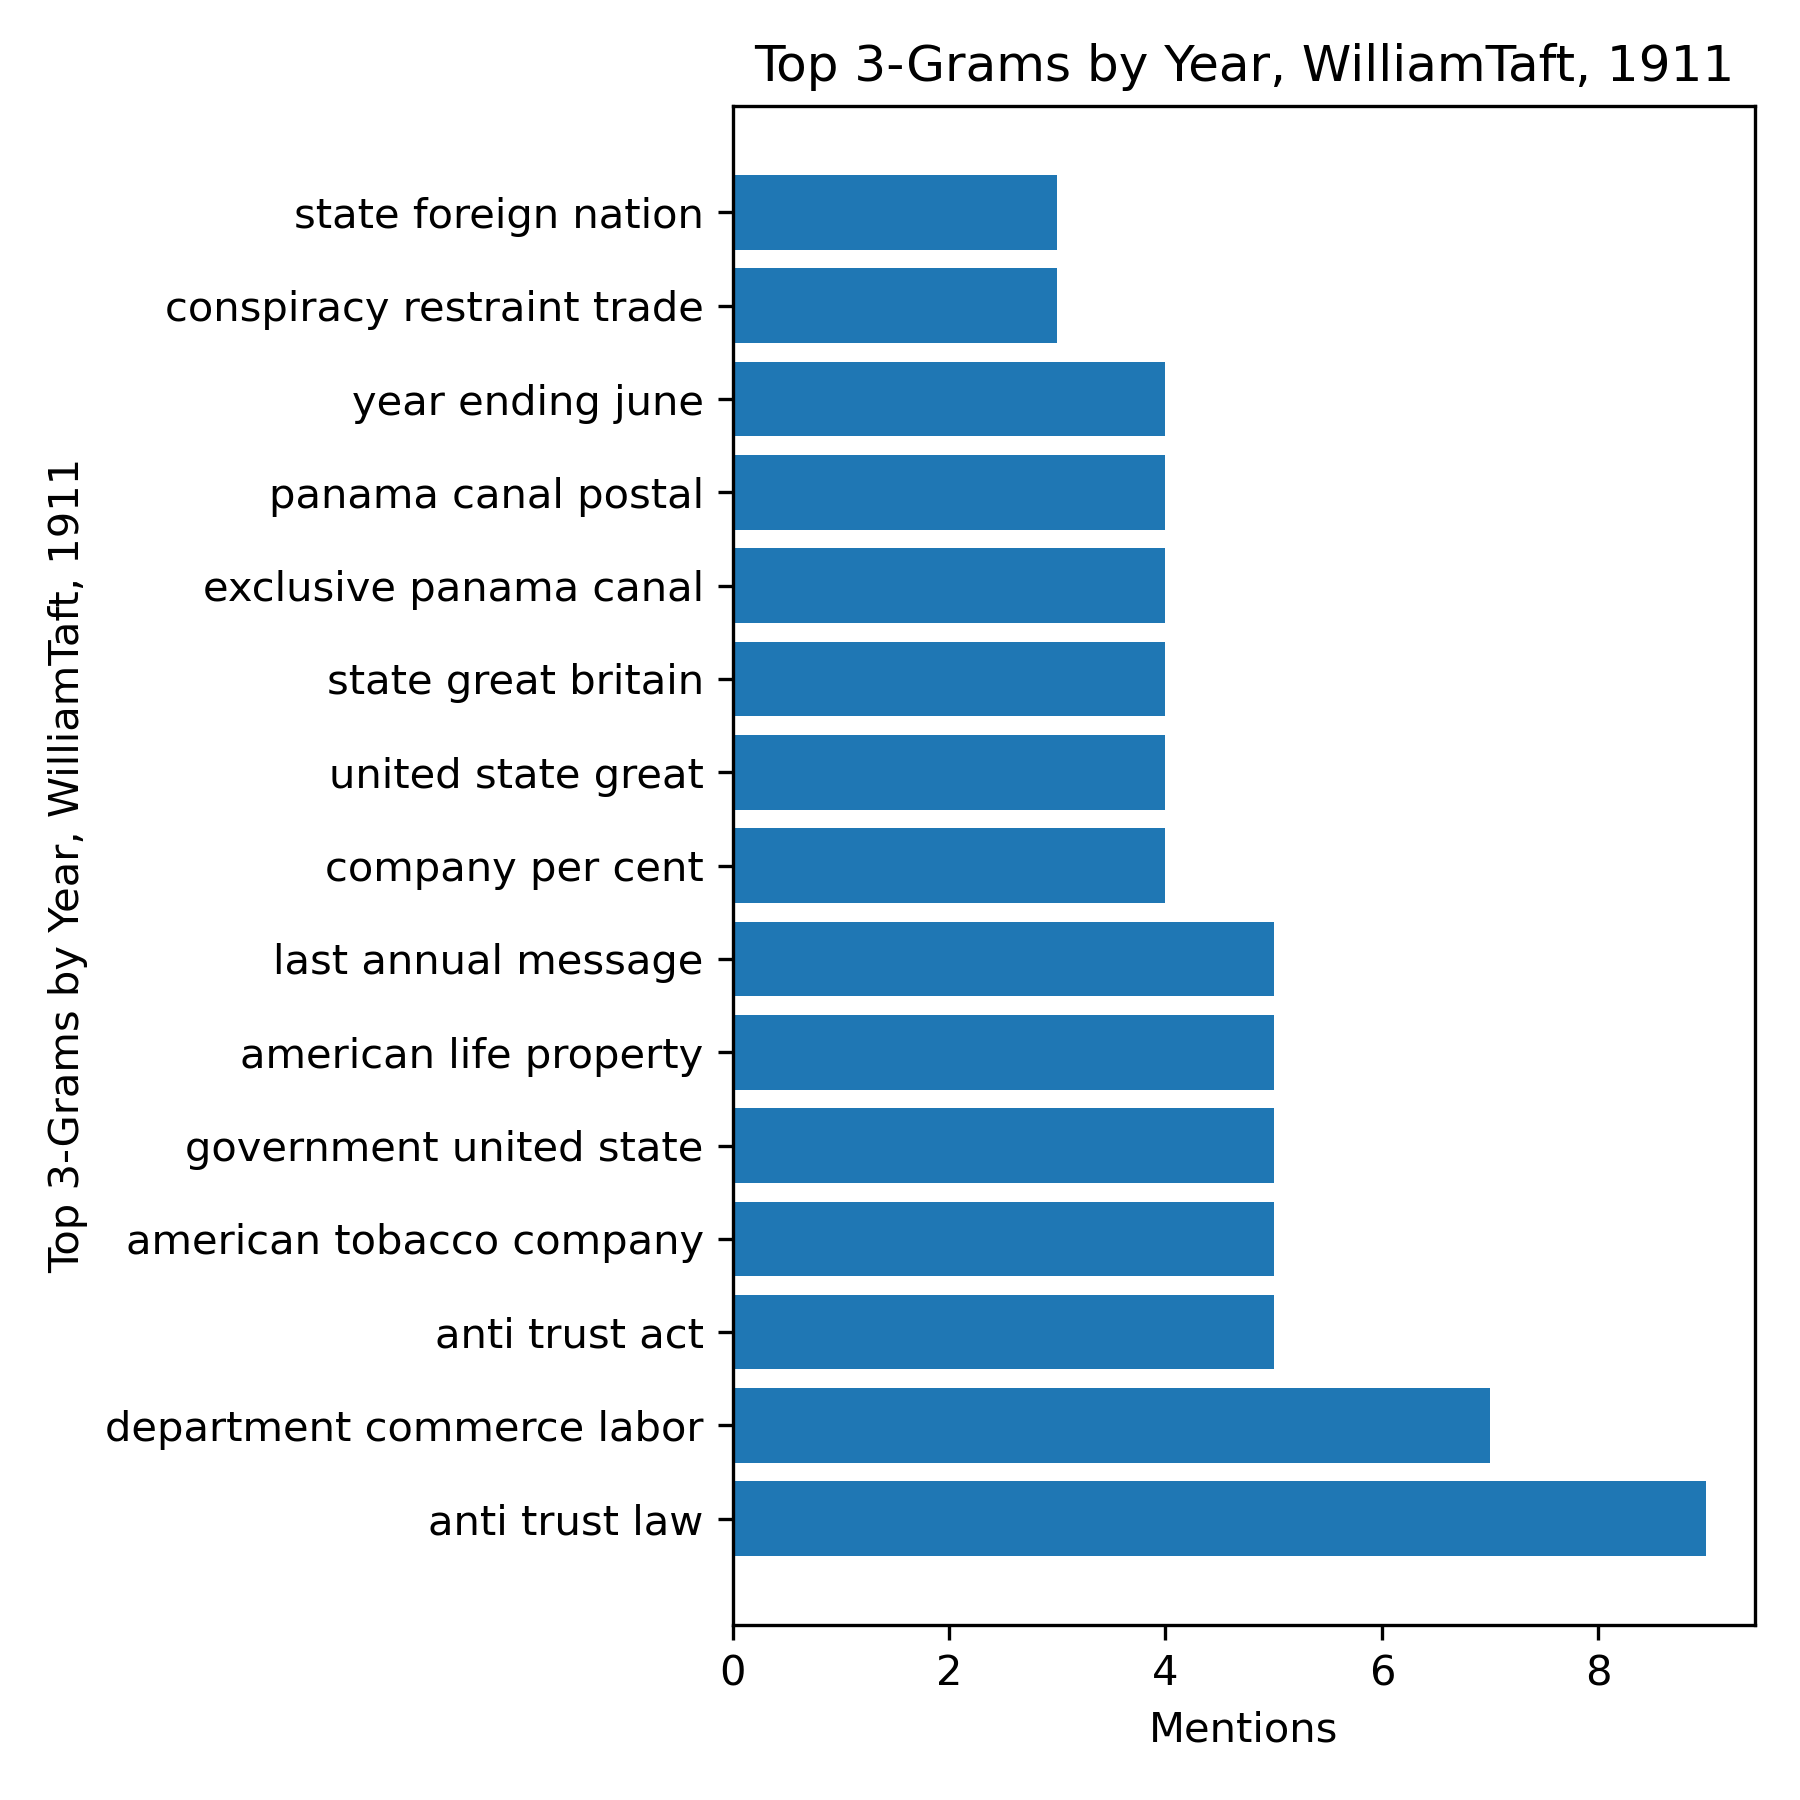 Top 3-Grams by Year, WilliamTaft, 1911
Top 3-Grams by Year, WilliamTaft, 1911
state foreign nation
conspiracy restraint trade
year ending june
panama canal postal
exclusive panama canal
state great britain
united state great
company per cent
last annual message
american life property
government united state
american tobacco company
anti trust act
department commerce labor
anti trust law
0 2 4 6 8
Mentions